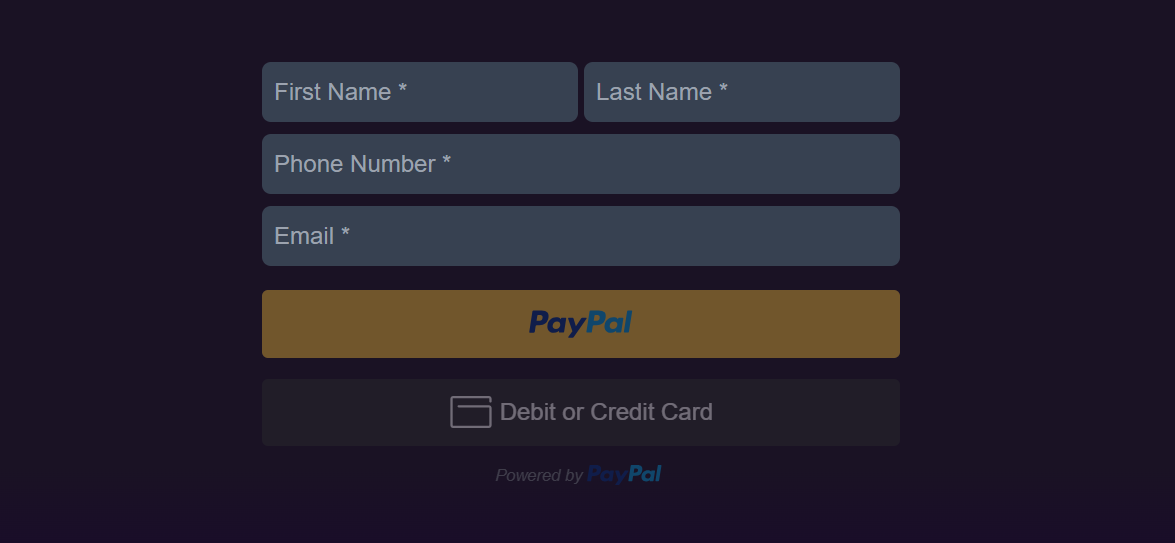 First Name * Last Name *
Phone Number *
Email *
PayPal
Debit or Credit Card
Powered by PayPal